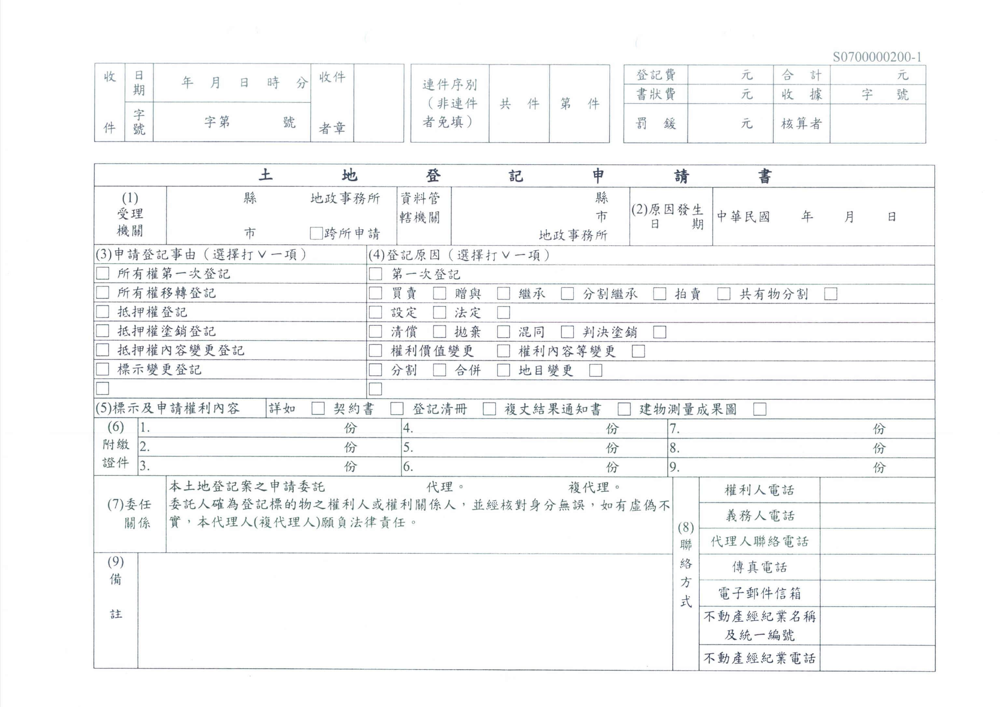 S0700000200-1
收件 日期 年 月 日 時 分 收件者章
字號 字第 號
連件序別（非連件者免填） 共 件 第 件
登記費 元 合計 元
書狀費 元 收據 字 號
罰鍰 元 核算者
土地登記申請書
(1)受理機關 縣 市 地政事務所 □跨所申請
資料管轄機關 縣 市 地政事務所
(2)原因發生日期 中華民國 年 月 日
(3)申請登記事由（選擇打∨一項） (4)登記原因（選擇打∨一項）
□ 所有權第一次登記 □ 第一次登記
□ 所有權移轉登記 □ 買賣 □ 贈與 □ 繼承 □ 分割繼承 □ 拍賣 □ 共有物分割 □
□ 抵押權登記 □ 設定 □ 法定 □
□ 抵押權塗銷登記 □ 清償 □ 拋棄 □ 混同 □ 判決塗銷 □
□ 抵押權內容變更登記 □ 權利價值變更 □ 權利內容等變更 □
□ 標示變更登記 □ 分割 □ 合併 □ 地目變更 □
□ □
(5)標示及申請權利內容 詳如 □ 契約書 □ 登記清冊 □ 複丈結果通知書 □ 建物測量成果圖 □
(6)附繳證件
1. 份 4. 份 7. 份
2. 份 5. 份 8. 份
3. 份 6. 份 9. 份
(7)委任關係
本土地登記案之申請委託 代理。 複代理。
委託人確為登記標的物之權利人或權利關係人，並經核對身分無誤，如有虛偽不
實，本代理人(複代理人)願負法律責任。
(8)聯絡方式
權利人電話
義務人電話
代理人聯絡電話
傳真電話
電子郵件信箱
不動產經紀業名稱
及統一編號
不動產經紀業電話
(9)備註